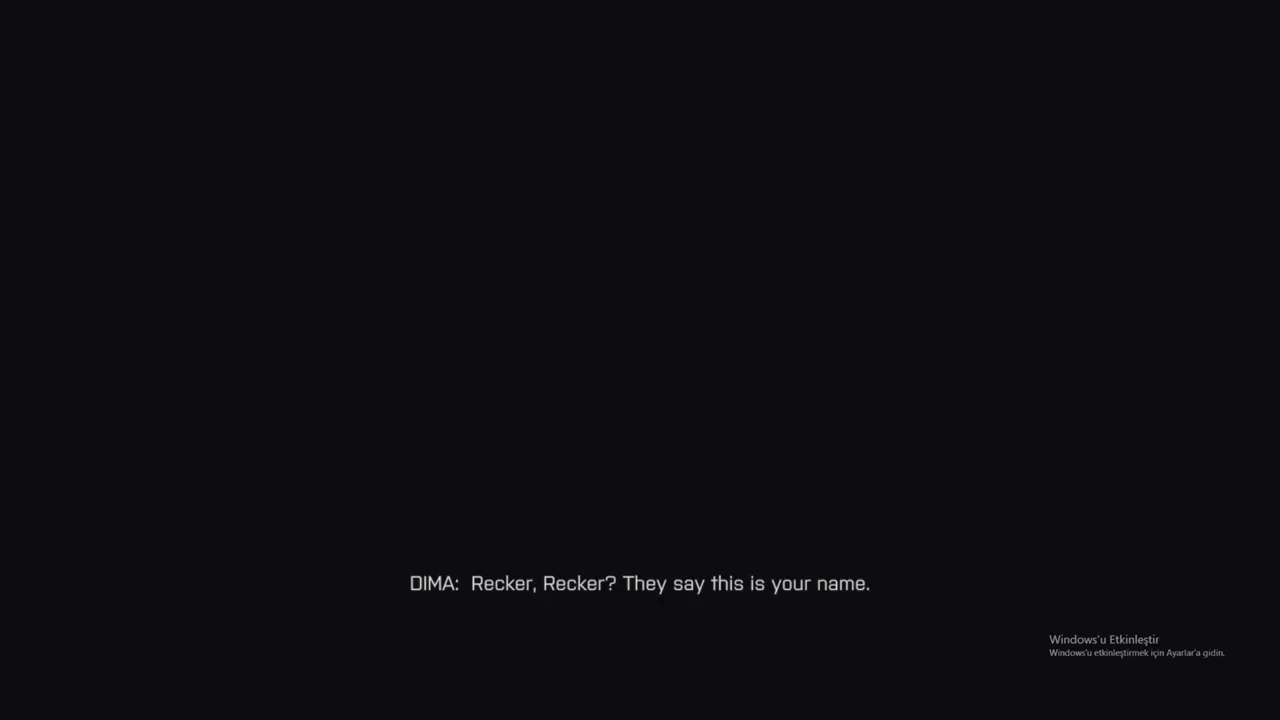 DIMA:  Recker, Recker? They say this is your name.
Windows'u Etkinleştir
Windows'u etkinleştirmek için Ayarlar'a gidin.